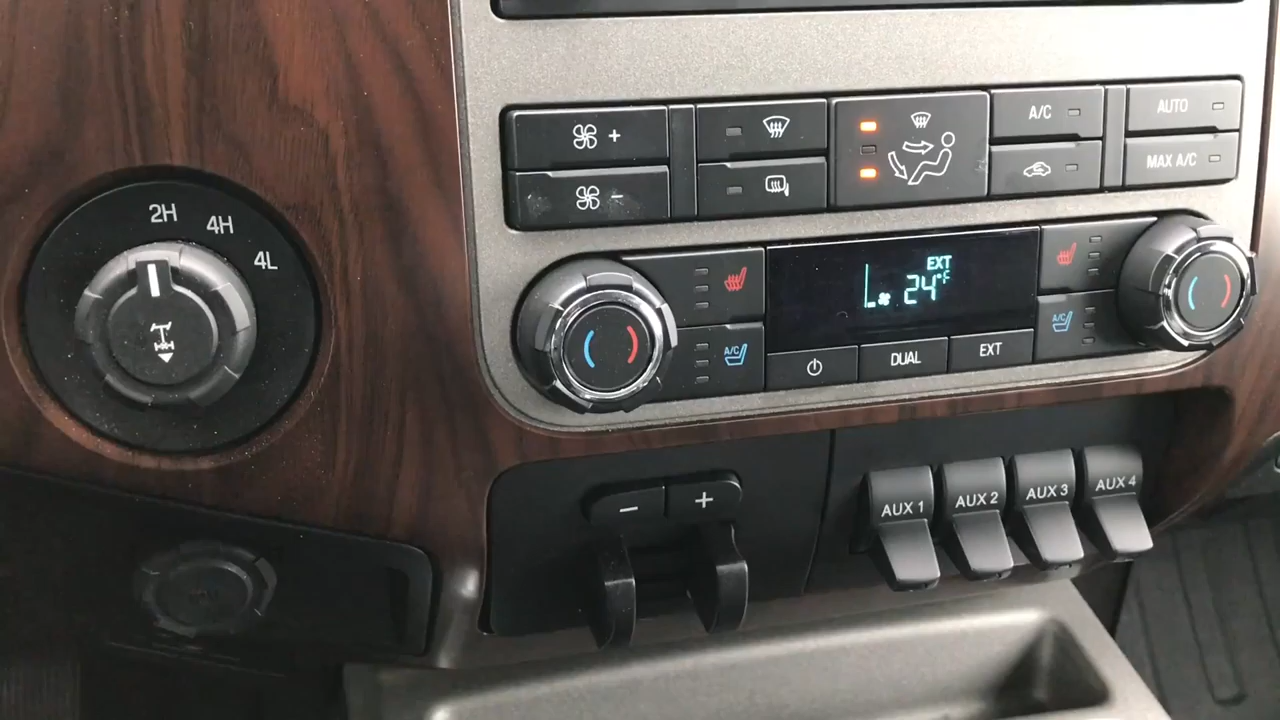 2H
4H
4L
+
−
A/C
AUTO
MAX A/C
EXT
24°F
A/C
A/C
DUAL
EXT
− +
AUX 1
AUX 2
AUX 3
AUX 4